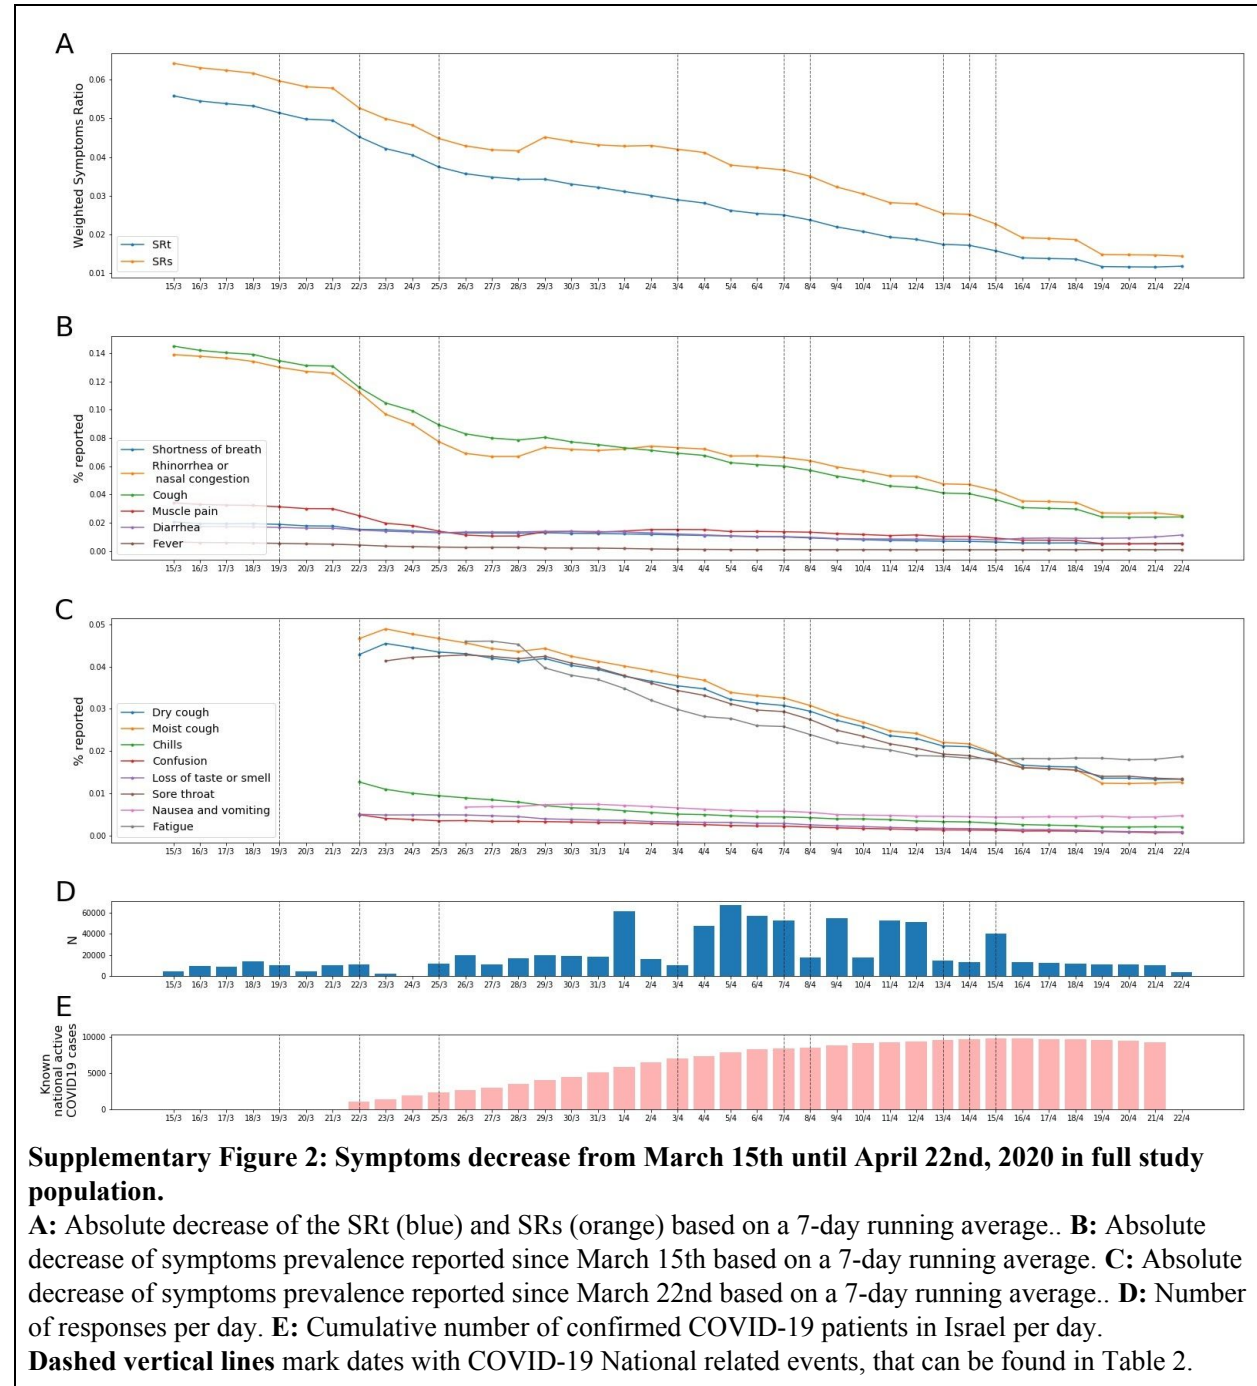 A
Weighted Symptoms Ratio
0.06
0.05
0.04
0.03
0.02
0.01
SRt
SRs
15/3 16/3 17/3 18/3 19/3 20/3 21/3 22/3 23/3 24/3 25/3 26/3 27/3 28/3 29/3 30/3 31/3 1/4 2/4 3/4 4/4 5/4 6/4 7/4 8/4 9/4 10/4 11/4 12/4 13/4 14/4 15/4 16/4 17/4 18/4 19/4 20/4 21/4 22/4
B
% reported
0.14
0.12
0.10
0.08
0.06
0.04
0.02
0.00
Shortness of breath
Rhinorrhea or
nasal congestion
Cough
Muscle pain
Diarrhea
Fever
15/3 16/3 17/3 18/3 19/3 20/3 21/3 22/3 23/3 24/3 25/3 26/3 27/3 28/3 29/3 30/3 31/3 1/4 2/4 3/4 4/4 5/4 6/4 7/4 8/4 9/4 10/4 11/4 12/4 13/4 14/4 15/4 16/4 17/4 18/4 19/4 20/4 21/4 22/4
C
% reported
0.05
0.04
0.03
0.02
0.01
0.00
Dry cough
Moist cough
Chills
Confusion
Loss of taste or smell
Sore throat
Nausea and vomiting
Fatigue
15/3 16/3 17/3 18/3 19/3 20/3 21/3 22/3 23/3 24/3 25/3 26/3 27/3 28/3 29/3 30/3 31/3 1/4 2/4 3/4 4/4 5/4 6/4 7/4 8/4 9/4 10/4 11/4 12/4 13/4 14/4 15/4 16/4 17/4 18/4 19/4 20/4 21/4 22/4
D
N
60000
40000
20000
0
15/3 16/3 17/3 18/3 19/3 20/3 21/3 22/3 23/3 24/3 25/3 26/3 27/3 28/3 29/3 30/3 31/3 1/4 2/4 3/4 4/4 5/4 6/4 7/4 8/4 9/4 10/4 11/4 12/4 13/4 14/4 15/4 16/4 17/4 18/4 19/4 20/4 21/4 22/4
E
Known
national active
COVID19 cases
10000
5000
0
15/3 16/3 17/3 18/3 19/3 20/3 21/3 22/3 23/3 24/3 25/3 26/3 27/3 28/3 29/3 30/3 31/3 1/4 2/4 3/4 4/4 5/4 6/4 7/4 8/4 9/4 10/4 11/4 12/4 13/4 14/4 15/4 16/4 17/4 18/4 19/4 20/4 21/4 22/4
Supplementary Figure 2: Symptoms decrease from March 15th until April 22nd, 2020 in full study
population.
A: Absolute decrease of the SRt (blue) and SRs (orange) based on a 7-day running average.. B: Absolute
decrease of symptoms prevalence reported since March 15th based on a 7-day running average. C: Absolute
decrease of symptoms prevalence reported since March 22nd based on a 7-day running average.. D: Number
of responses per day. E: Cumulative number of confirmed COVID-19 patients in Israel per day.
Dashed vertical lines mark dates with COVID-19 National related events, that can be found in Table 2.